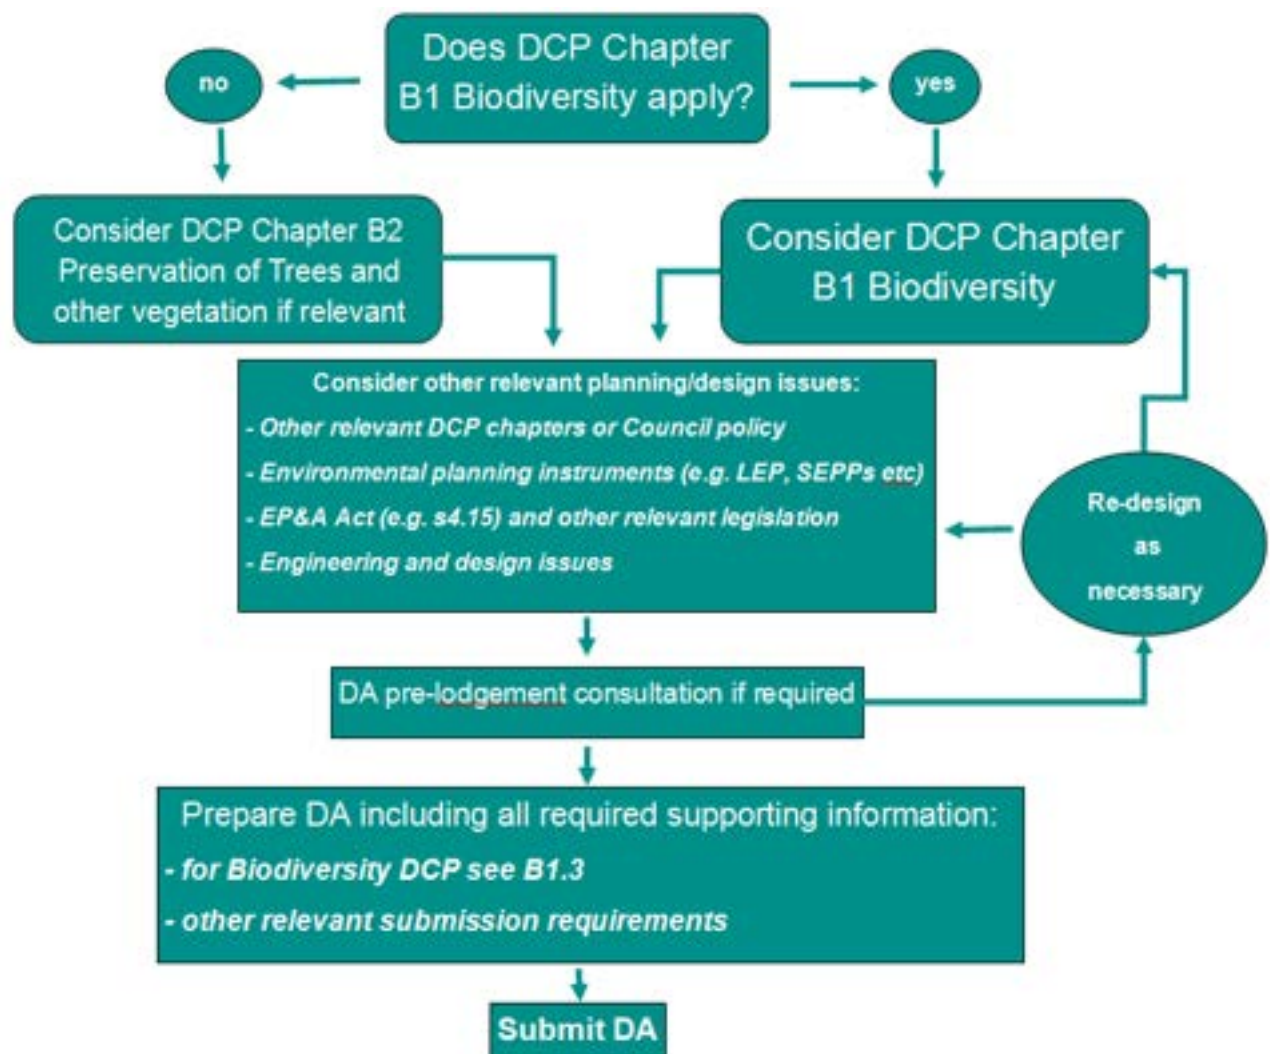 Does DCP Chapter
B1 Biodiversity apply?
no
yes
Consider DCP Chapter B2
Preservation of Trees and
other vegetation if relevant
Consider DCP Chapter
B1 Biodiversity
Consider other relevant planning/design issues:
- Other relevant DCP chapters or Council policy
- Environmental planning instruments (e.g. LEP, SEPPs etc)
- EP&A Act (e.g. s4.15) and other relevant legislation
- Engineering and design issues
Re-design
as
necessary
DA pre-lodgement consultation if required
Prepare DA including all required supporting information:
- for Biodiversity DCP see B1.3
- other relevant submission requirements
Submit DA